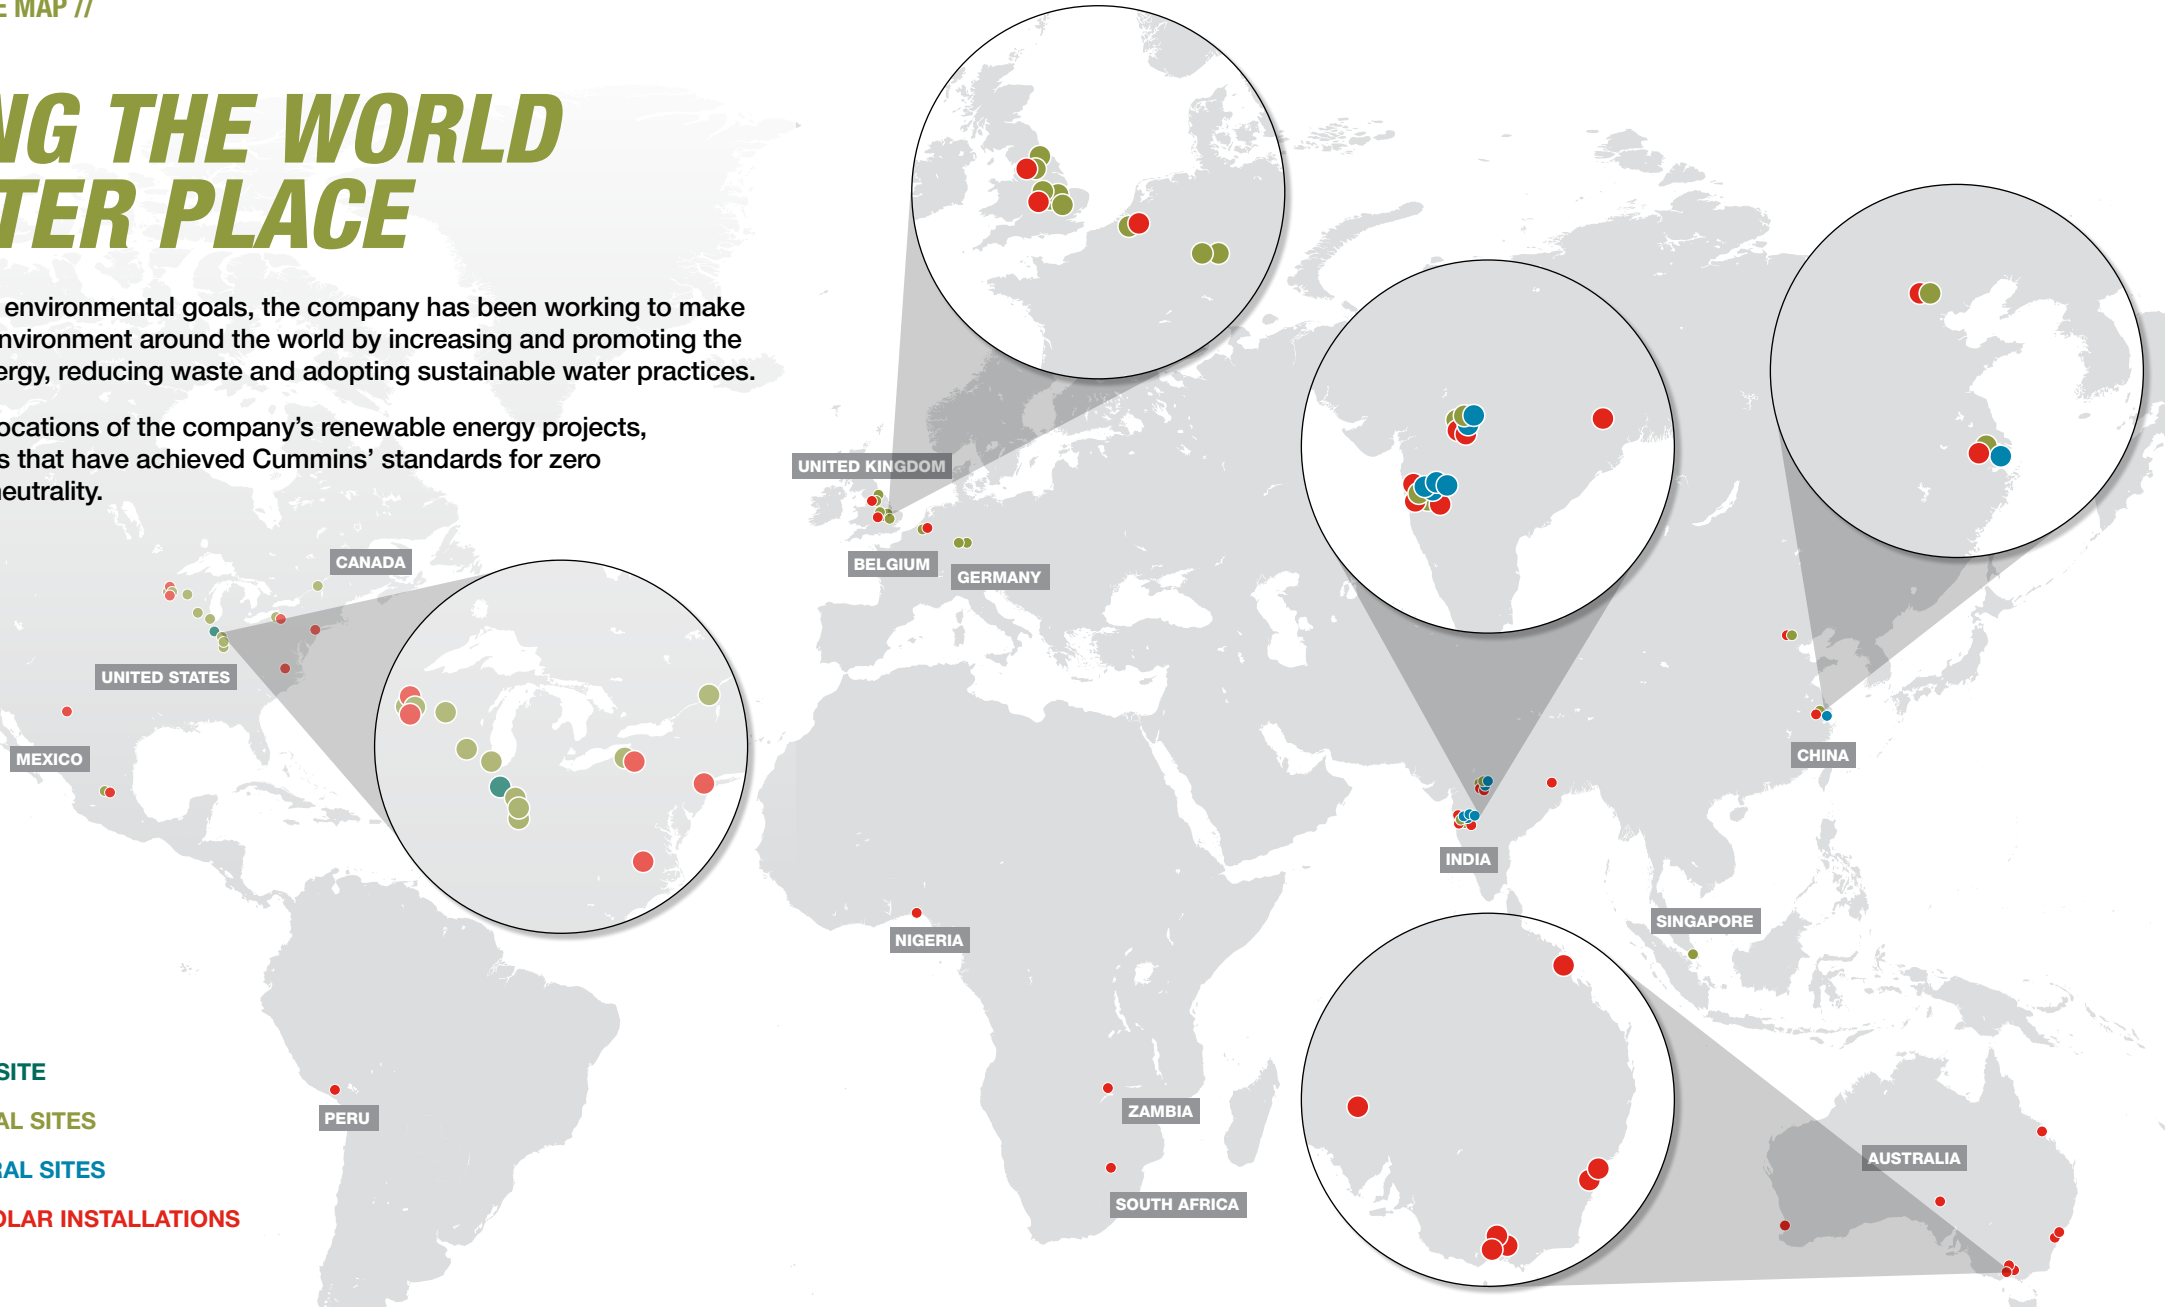 E MAP //
NG THE WORLD
TER PLACE
environmental goals, the company has been working to make
nvironment around the world by increasing and promoting the
ergy, reducing waste and adopting sustainable water practices.
ocations of the company's renewable energy projects,
s that have achieved Cummins' standards for zero
neutrality.
UNITED KINGDOM
BELGIUM
GERMANY
CANADA
UNITED STATES
MEXICO
CHINA
INDIA
SINGAPORE
NIGERIA
PERU
ZAMBIA
SOUTH AFRICA
AUSTRALIA
SITE
AL SITES
RAL SITES
OLAR INSTALLATIONS